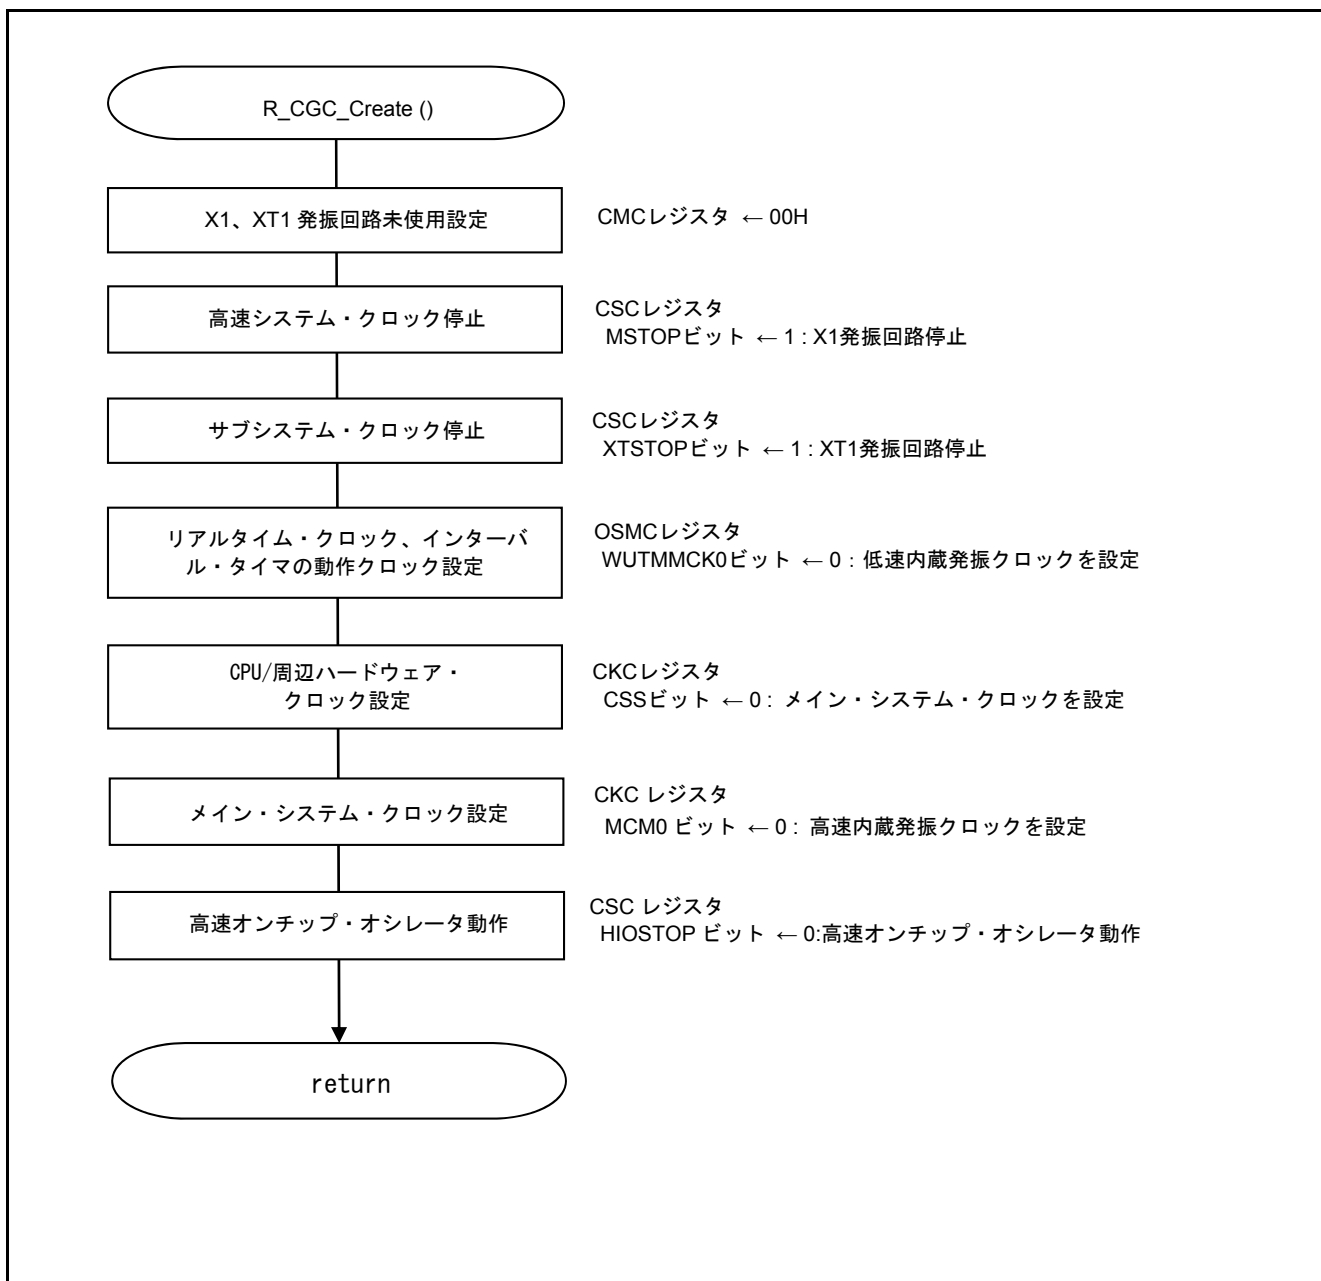 R_CGC_Create ()
X1、XT1 発振回路未使用設定
CMCレジスタ ← 00H
高速システム・クロック停止
CSCレジスタ
MSTOPビット ← 1 : X1発振回路停止
サブシステム・クロック停止
CSCレジスタ
XTSTOPビット ← 1 : XT1発振回路停止
リアルタイム・クロック、インターバ
ル・タイマの動作クロック設定
OSMCレジスタ
WUTMMCK0ビット ← 0 : 低速内蔵発振クロックを設定
CPU/周辺ハードウェア・
クロック設定
CKCレジスタ
CSSビット ← 0 : メイン・システム・クロックを設定
メイン・システム・クロック設定
CKC レジスタ
MCM0 ビット ← 0 : 高速内蔵発振クロックを設定
高速オンチップ・オシレータ動作
CSC レジスタ
HIOSTOP ビット ← 0:高速オンチップ・オシレータ動作
return